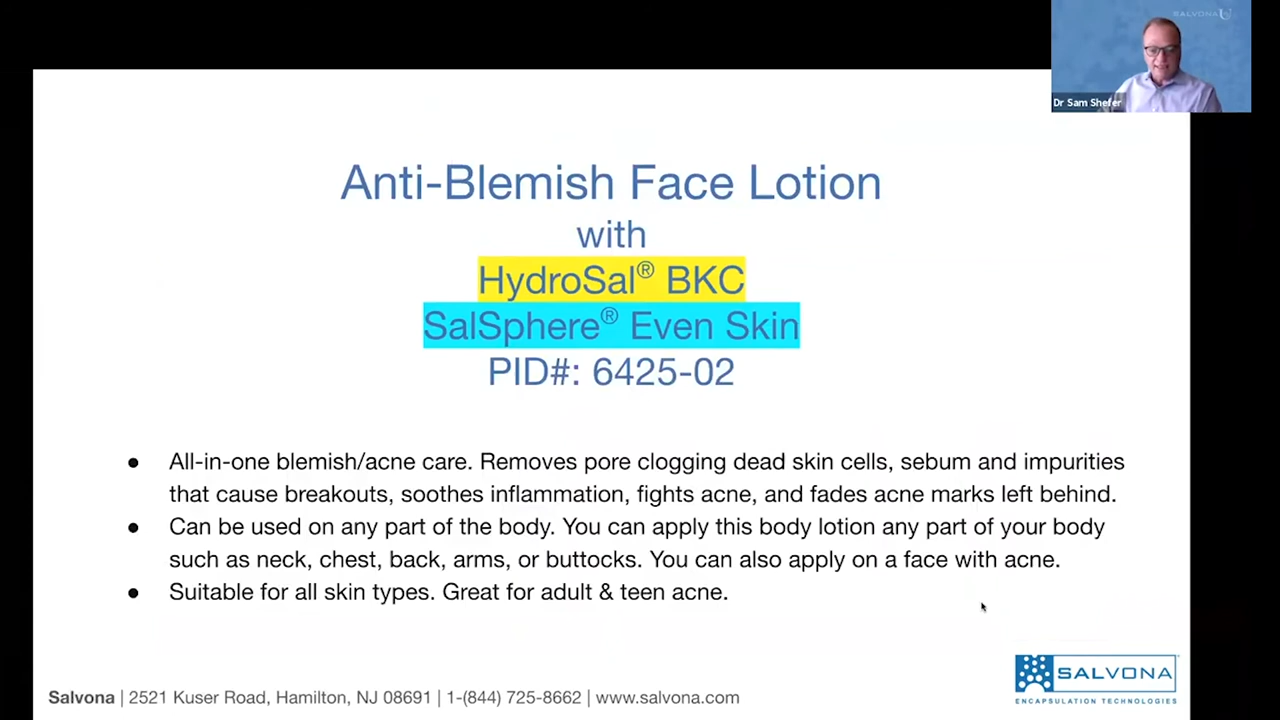 SALVONA U
Dr Sam Shefer
Anti-Blemish Face Lotion
with
HydroSal® BKC
SalSphere® Even Skin
PID#: 6425-02
● All-in-one blemish/acne care. Removes pore clogging dead skin cells, sebum and impurities
that cause breakouts, soothes inflammation, fights acne, and fades acne marks left behind.
● Can be used on any part of the body. You can apply this body lotion any part of your body
such as neck, chest, back, arms, or buttocks. You can also apply on a face with acne.
● Suitable for all skin types. Great for adult & teen acne.
SALVONA
ENCAPSULATION TECHNOLOGIES
Salvona | 2521 Kuser Road, Hamilton, NJ 08691 | 1-(844) 725-8662 | www.salvona.com